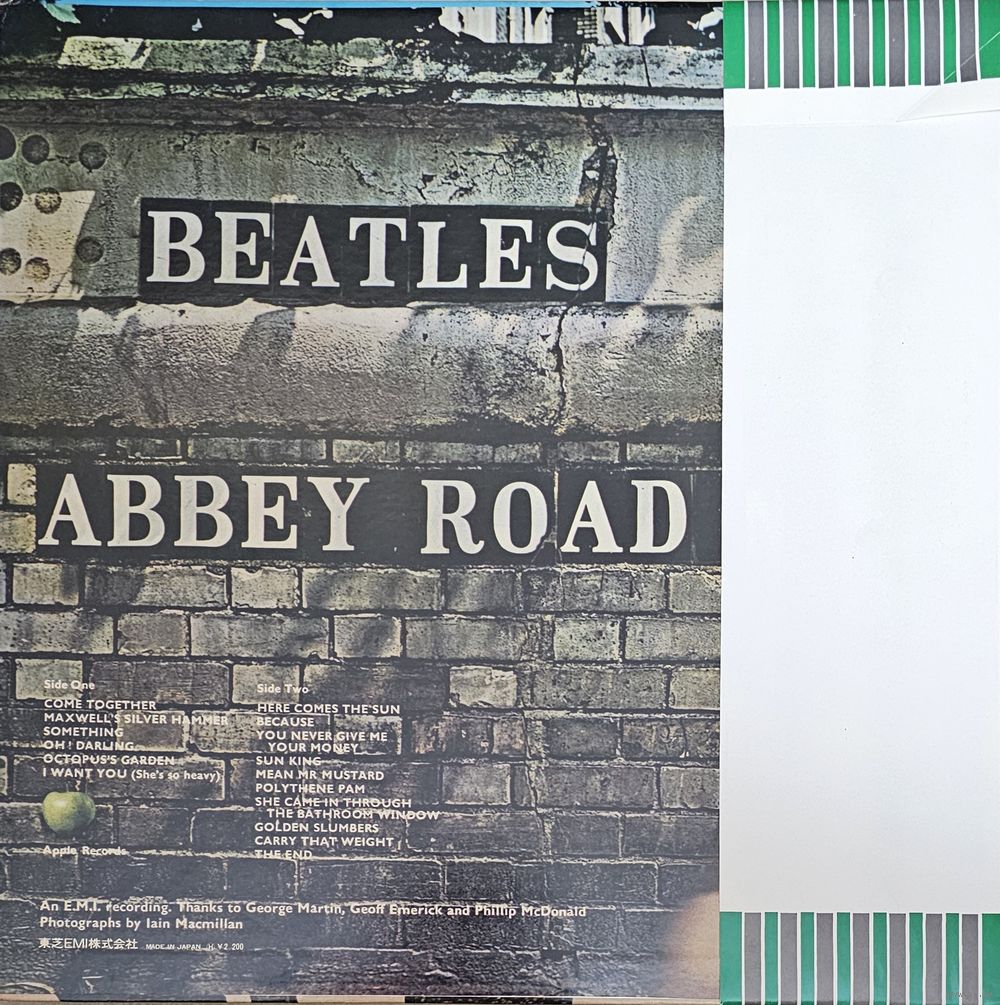 BEATLES
ABBEY ROAD
Side One
COME TOGETHER
MAXWELL'S SILVER HAMMER
SOMETHING
OH! DARLING
OCTOPUS'S GARDEN
I WANT YOU (She's so heavy)
Apple Records
Side Two
HERE COMES THE SUN
BECAUSE
YOU NEVER GIVE ME
YOUR MONEY
SUN KING
MEAN MR MUSTARD
POLYTHENE PAM
SHE CAME IN THROUGH
THE BATHROOM WINDOW
GOLDEN SLUMBERS
CARRY THAT WEIGHT
THE END
An E.M.I. recording. Thanks to George Martin, Geoff Emerick and Phillip McDonald
Photographs by Iain Macmillan
東芝EMI株式会社 MADE IN JAPAN ¥2,200